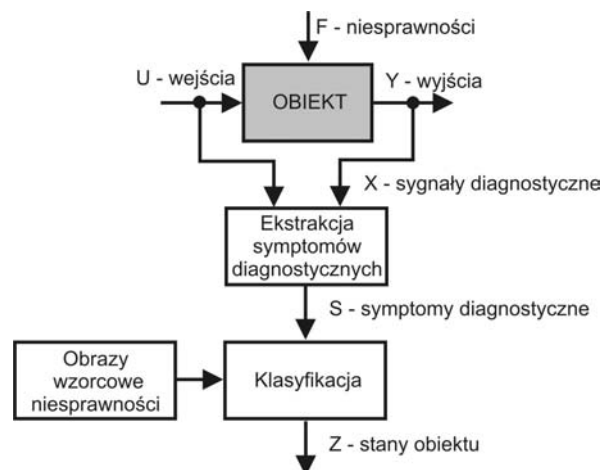 F - niesprawności
U - wejścia
Y - wyjścia
OBIEKT
X - sygnały diagnostyczne
Ekstrakcja
symptomów
diagnostycznych
S - symptomy diagnostyczne
Obrazy
wzorcowe
niesprawności
Klasyfikacja
Z - stany obiektu